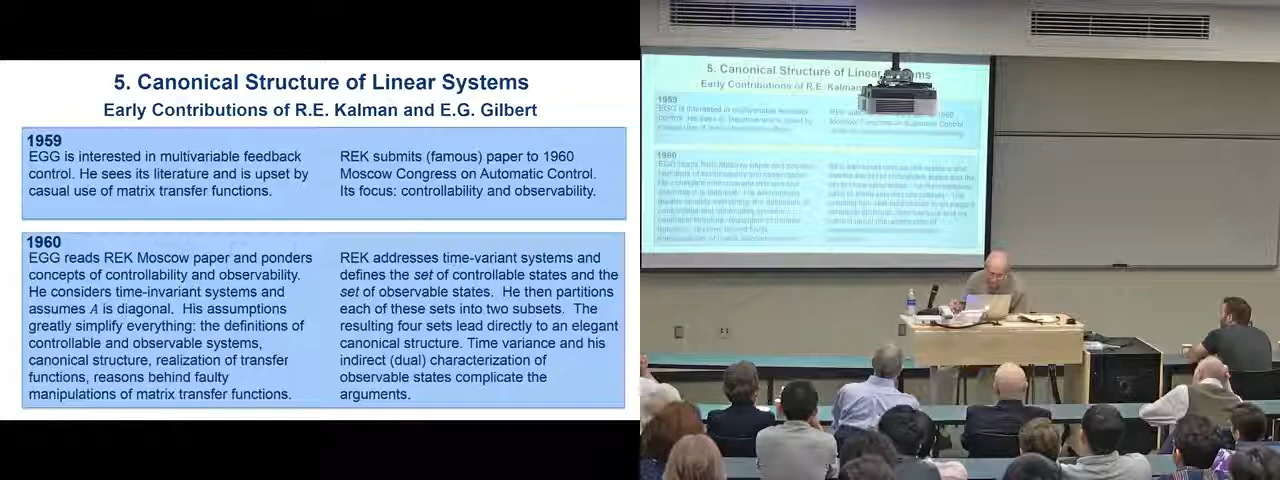 5. Canonical Structure of Linear Systems
Early Contributions of R.E. Kalman and E.G. Gilbert
1959
EGG is interested in multivariable feedback
control. He sees its literature and is upset by
casual use of matrix transfer functions.
REK submits (famous) paper to 1960
Moscow Congress on Automatic Control.
Its focus: controllability and observability.
1960
EGG reads REK Moscow paper and ponders
concepts of controllability and observability.
He considers time-invariant systems and
assumes A is diagonal. His assumptions
greatly simplify everything: the definitions of
controllable and observable systems,
canonical structure, realization of transfer
functions, reasons behind faulty
manipulations of matrix transfer functions.
REK addresses time-variant systems and
defines the set of controllable states and the
set of observable states. He then partitions
each of these sets into two subsets. The
resulting four sets lead directly to an elegant
canonical structure. Time variance and his
indirect (dual) characterization of
observable states complicate the
arguments.
5. Canonical Structure of Linear
Early Contributions of R.E. Kalman
1959
1960